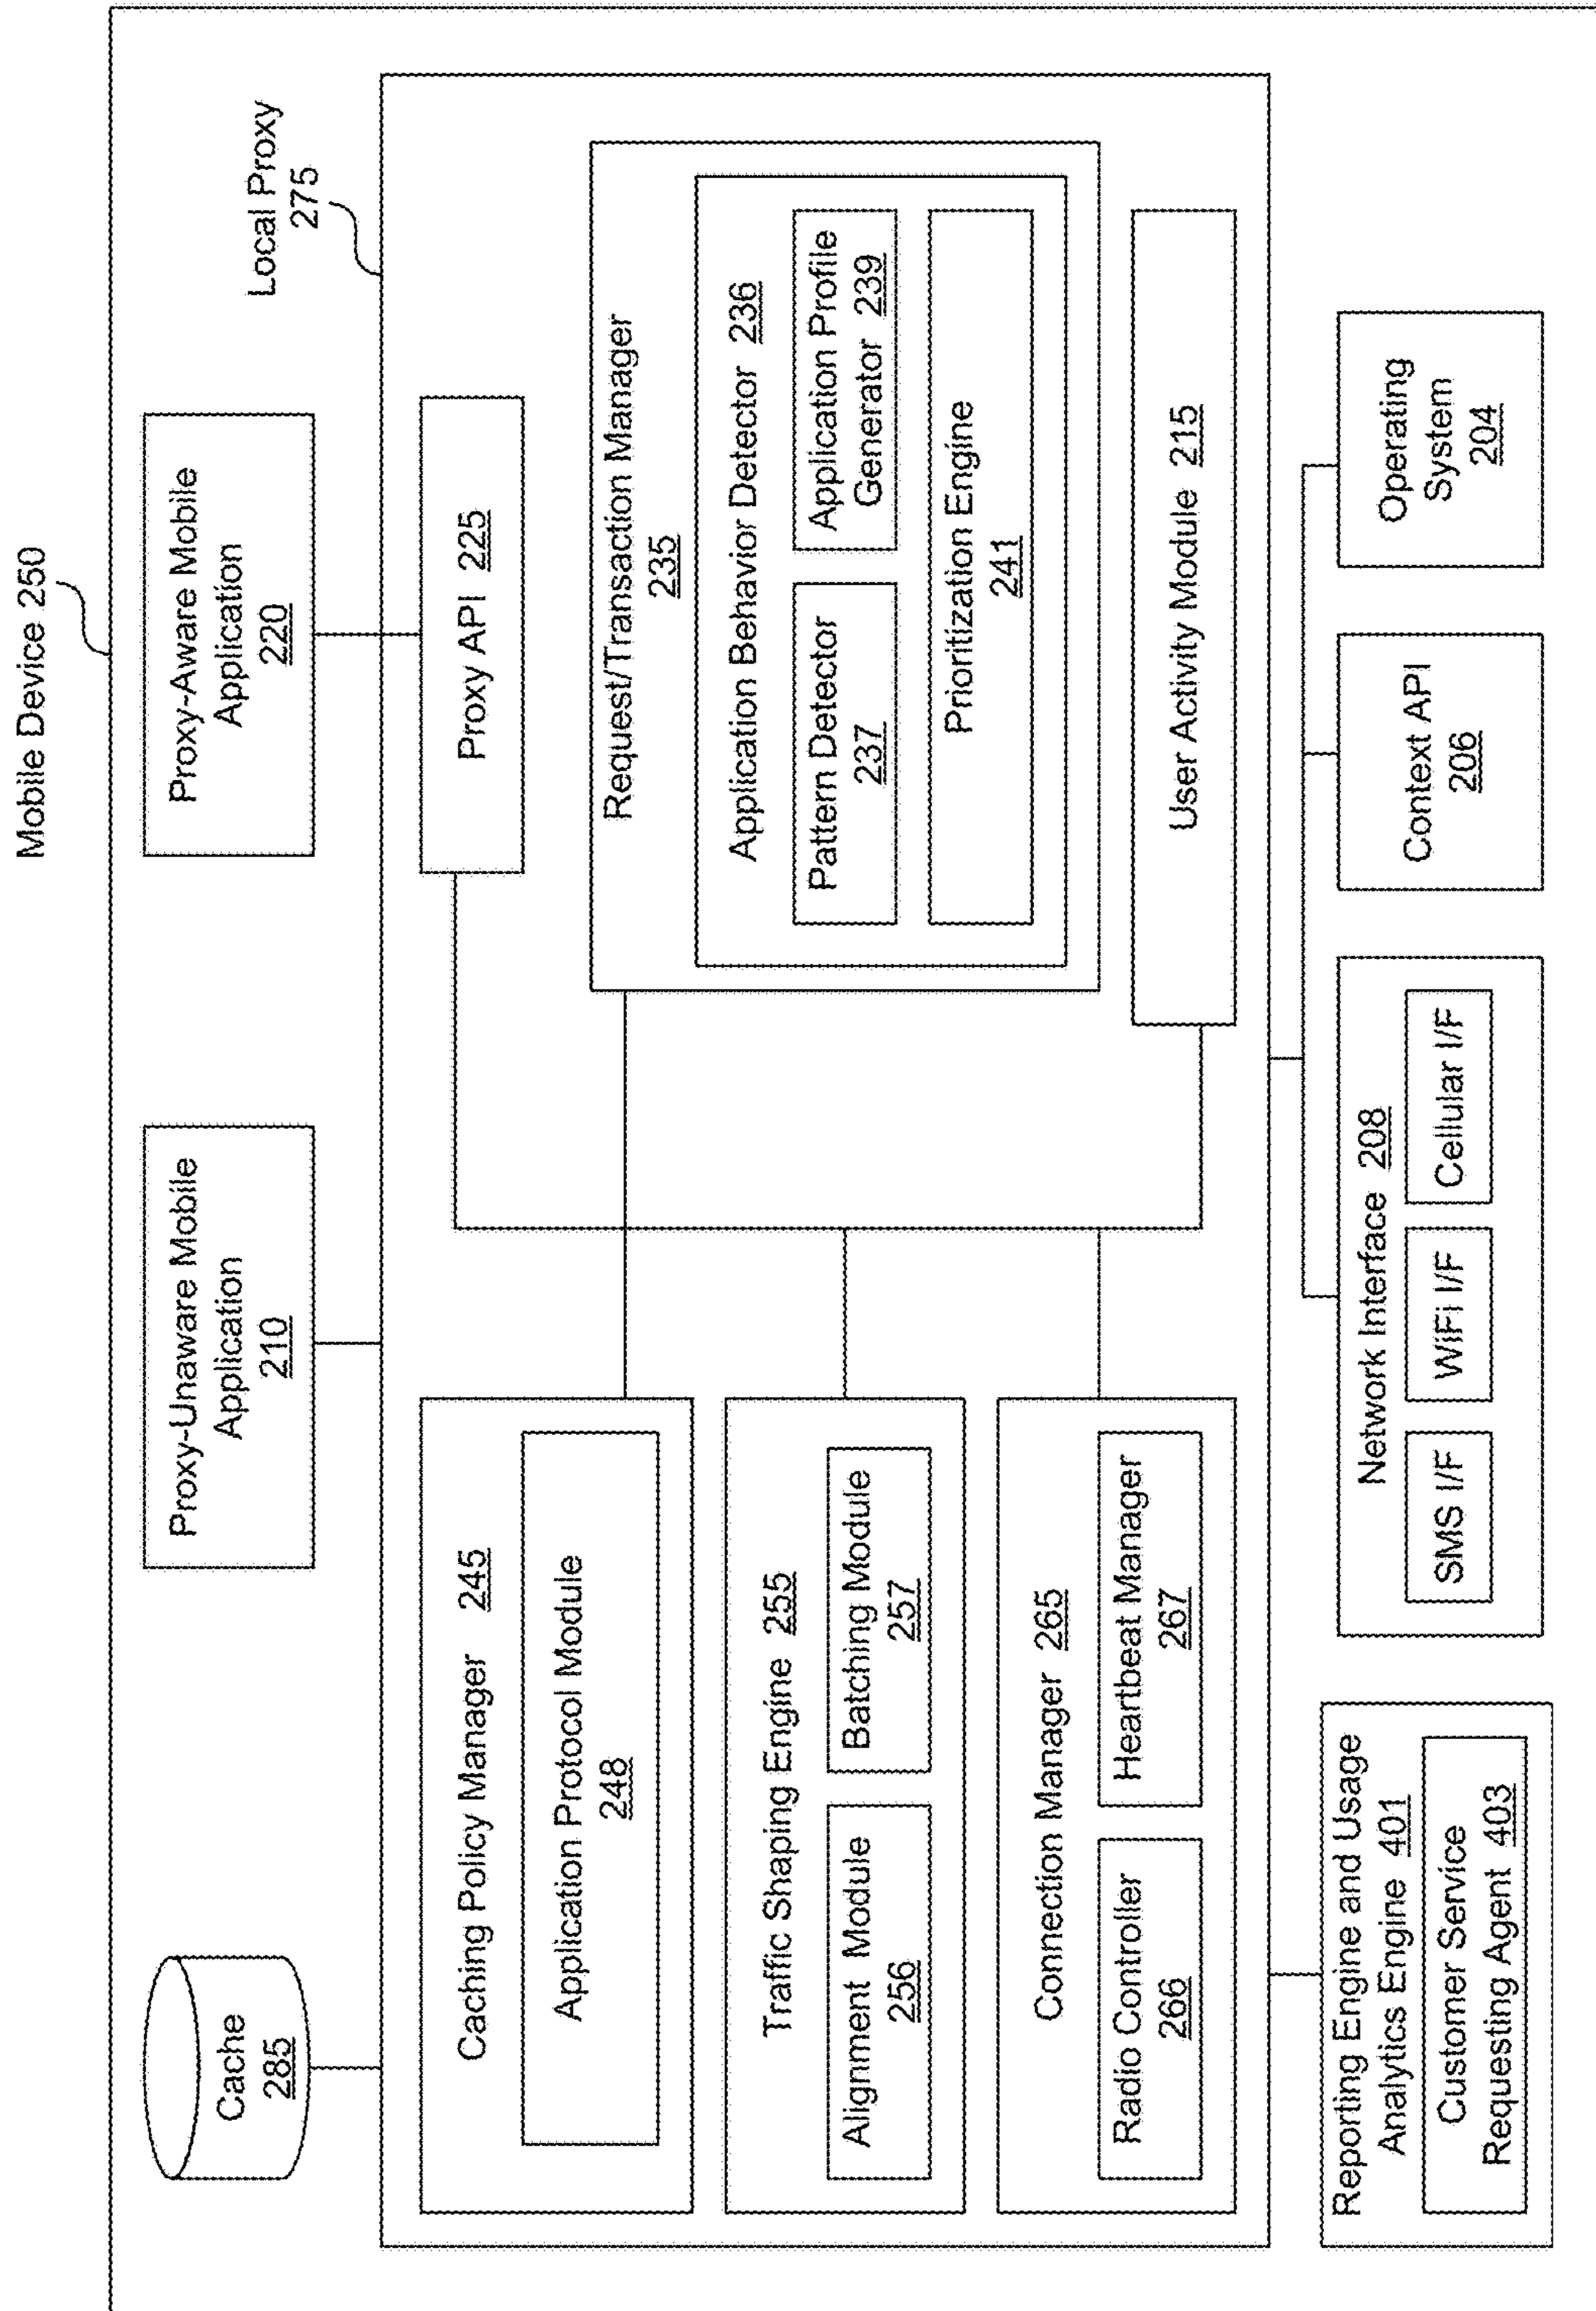 Mobile Device 250
Cache
285
Proxy-Unaware Mobile
Application
210
Proxy-Aware Mobile
Application
220
Local Proxy
275
Caching Policy Manager 245
Application Protocol Module
248
Traffic Shaping Engine 255
Alignment Module
256
Batching Module
257
Connection Manager 265
Radio Controller
266
Heartbeat Manager
267
Proxy API 225
Request/Transaction Manager
235
Application Behavior Detector 236
Pattern Detector
237
Application Profile
Generator 239
Prioritization Engine
241
User Activity Module 215
Reporting Engine and Usage
Analytics Engine 401
Customer Service
Requesting Agent 403
Network Interface 208
SMS I/F
WiFi I/F
Cellular I/F
Context API
206
Operating
System
204